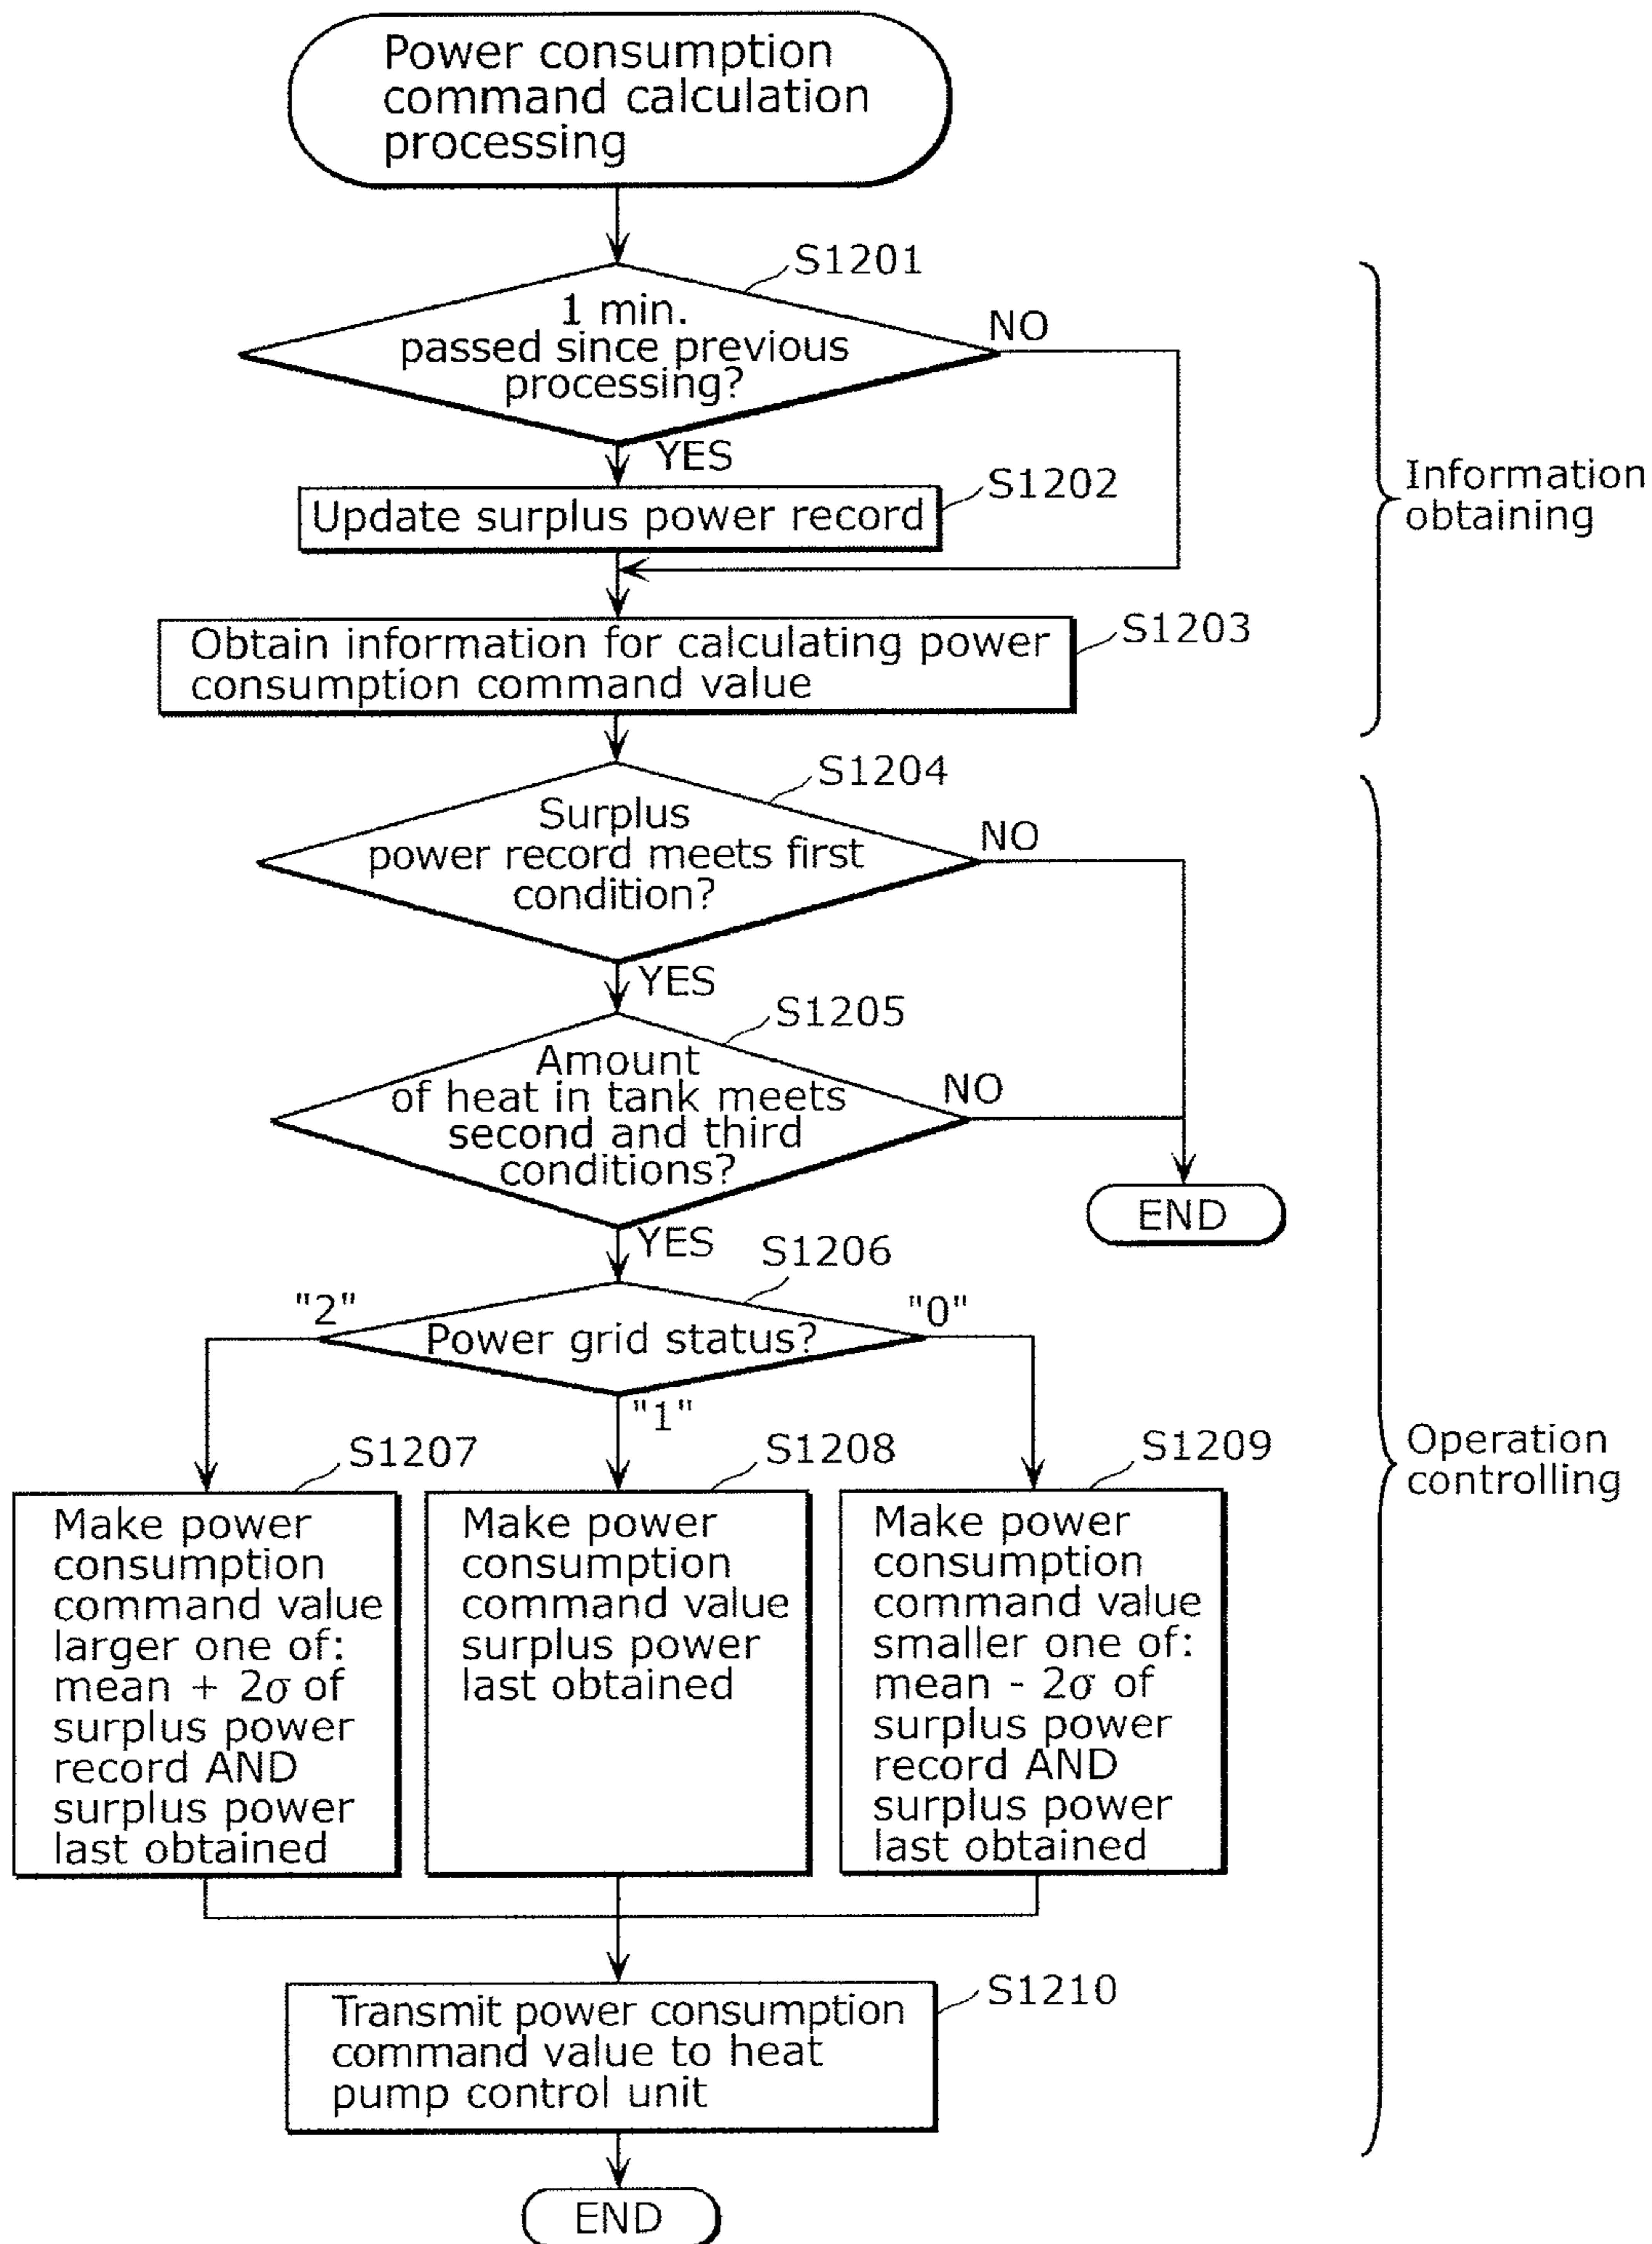 Power consumption
command calculation
processing
S1201
1 min.
passed since previous
processing?
NO
YES
S1202
Update surplus power record
Information
obtaining
S1203
Obtain information for calculating power
consumption command value
S1204
Surplus
power record meets first
condition?
NO
YES
S1205
Amount
of heat in tank meets
second and third
conditions?
NO
END
YES
S1206
"2"
Power grid status?
"0"
"1"
Operation
controlling
S1207
Make power
consumption
command value
larger one of:
mean + 2σ of
surplus power
record AND
surplus power
last obtained
S1208
Make power
consumption
command value
surplus power
last obtained
S1209
Make power
consumption
command value
smaller one of:
mean - 2σ of
surplus power
record AND
surplus power
last obtained
S1210
Transmit power consumption
command value to heat
pump control unit
END